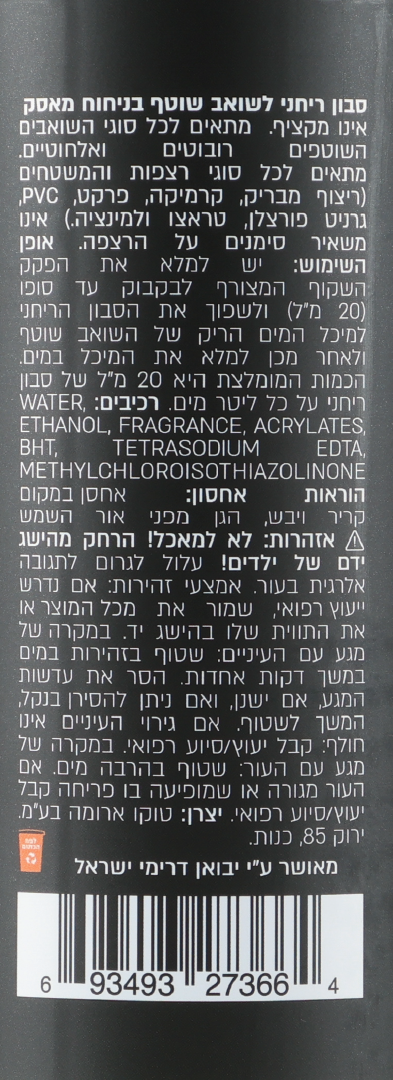 סבון ריחני לשואב שוטף בניחוח מאסק
אינו מקציף. מתאים לכל סוגי השואבים
השוטפים רובוטים ואלחוטיים.
מתאים לכל סוגי רצפות והמשטחים
(ריצוף מבריק, קרמיקה, פרקט, PVC,
גרניט פורצלן, טראצו ולמינציה.) אינו
משאיר סימנים על הרצפה. אופן
השימוש: יש למלא את הפקק
השקוף המצורף לבקבוק עד סופו
(20 מ"ל) ולשפוך את הסבון הריחני
למיכל המים הריק של השואב שוטף
ולאחר מכן למלא את המיכל במים.
הכמות המומלצת היא 20 מ"ל של סבון
ריחני על כל ליטר מים. רכיבים: WATER,
ETHANOL, FRAGRANCE, ACRYLATES,
BHT, TETRASODIUM EDTA,
METHYLCHLOROISOTHIAZOLINONE
הוראות אחסון: אחסן במקום
קריר ויבש, הגן מפני אור השמש
⚠ אזהרות: לא למאכל! הרחק מהישג
ידם של ילדים! עלול לגרום לתגובה
אלרגית בעור. אמצעי זהירות: אם נדרש
ייעוץ רפואי, שמור את מכל המוצר או
את התווית שלו בהישג יד. במקרה של
מגע עם העיניים: שטוף בזהירות במים
במשך דקות אחדות. הסר את עדשות
המגע, אם ישנן, ואם ניתן להסירן בנקל,
המשך לשטוף. אם גירוי העיניים אינו
חולף: קבל יעוץ/סיוע רפואי. במקרה של
מגע עם העור: שטוף בהרבה מים. אם
העור מגורה או שמופיעה בו פריחה קבל
יעוץ/סיוע רפואי. יצרן: טוקו ארומה בע"מ.
ירוק 85, כנות.
לפח
הכתום
מאושר ע"י יבואן דרימי ישראל
6 93493 27366 4